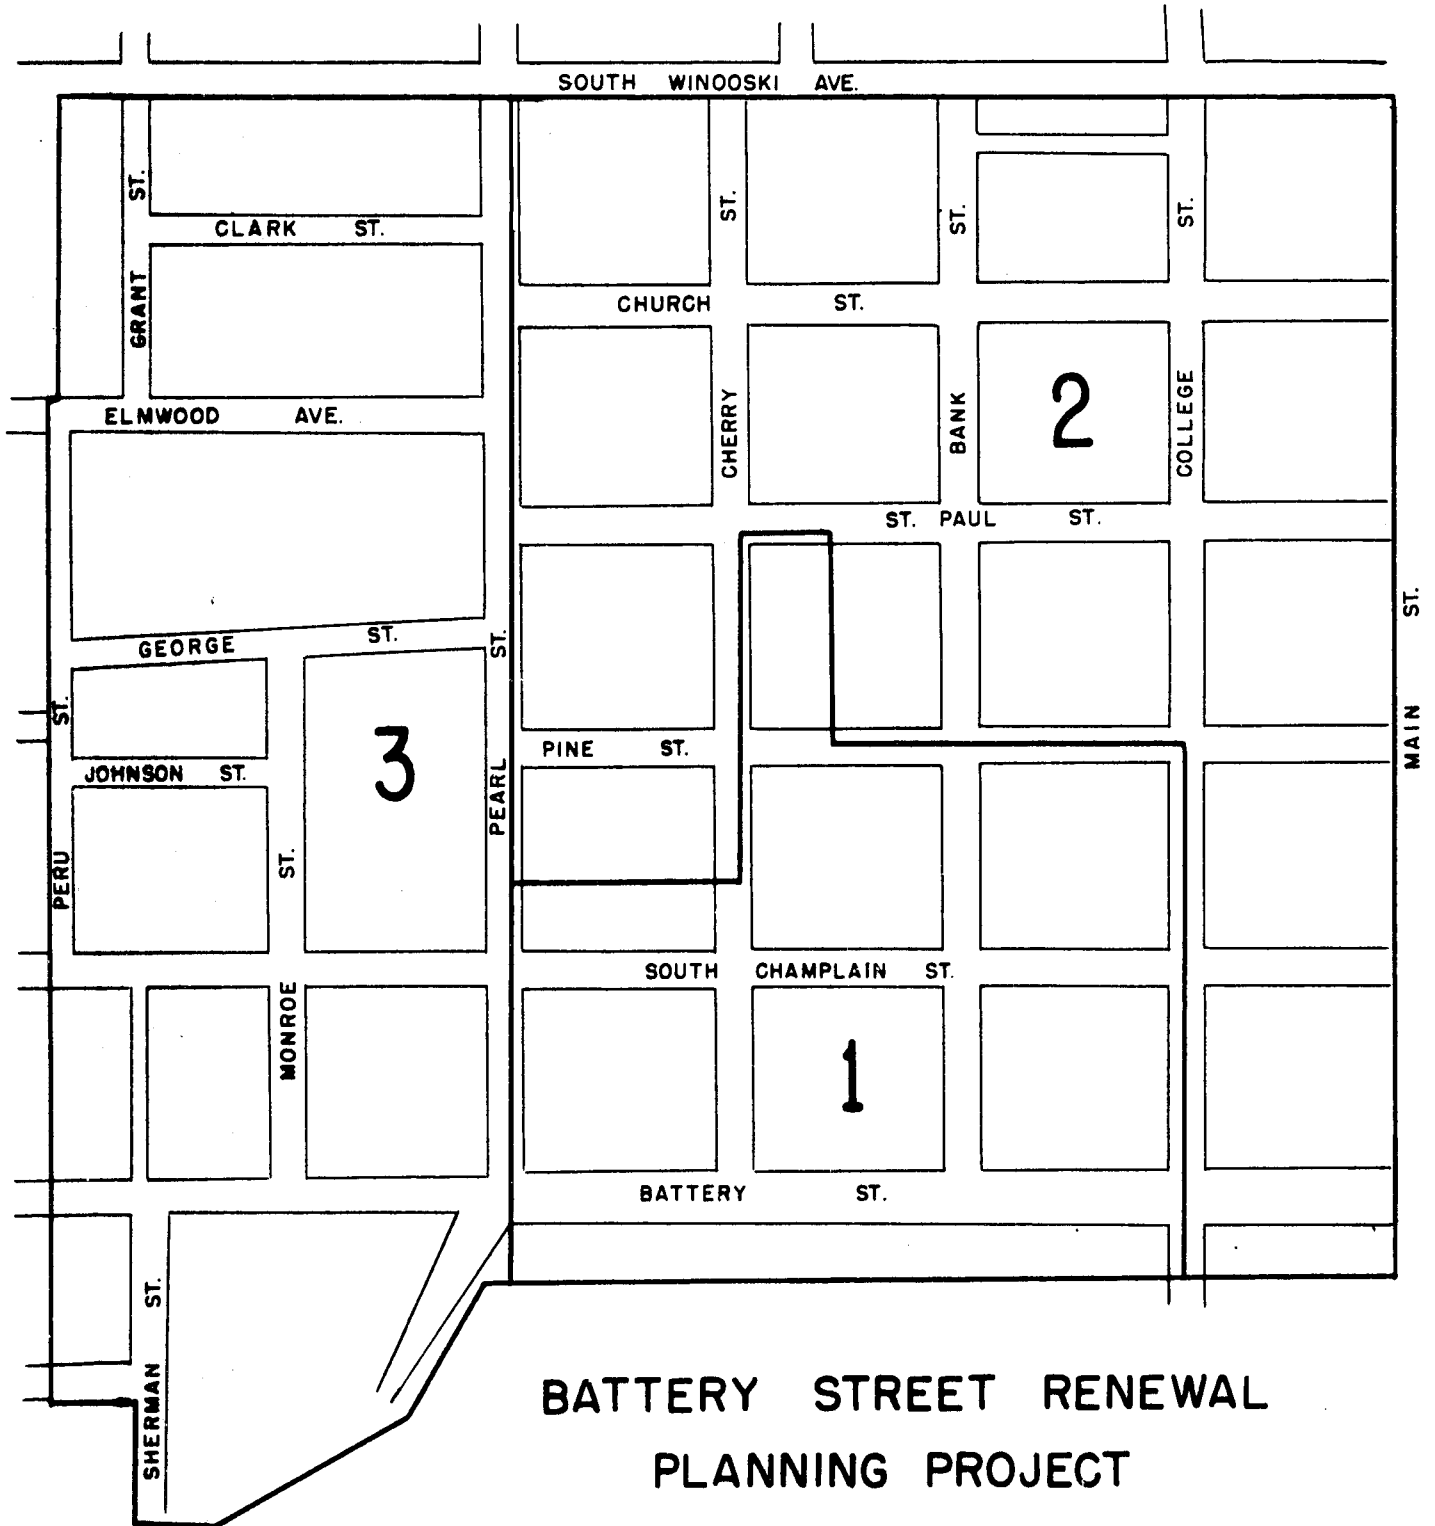 SOUTH WINOOSKI AVE.
GRANT ST.
CLARK ST.
ST.
ST.
ST.
CHURCH ST.
ELMWOOD AVE.
CHERRY
BANK
2
COLLEGE
ST. PAUL ST.
GEORGE ST.
PEARL ST.
MAIN ST.
PERU ST.
3
PINE ST.
JOHNSON ST.
MONROE ST.
SOUTH CHAMPLAIN ST.
1
BATTERY ST.
SHERMAN ST.
BATTERY STREET RENEWAL
PLANNING PROJECT